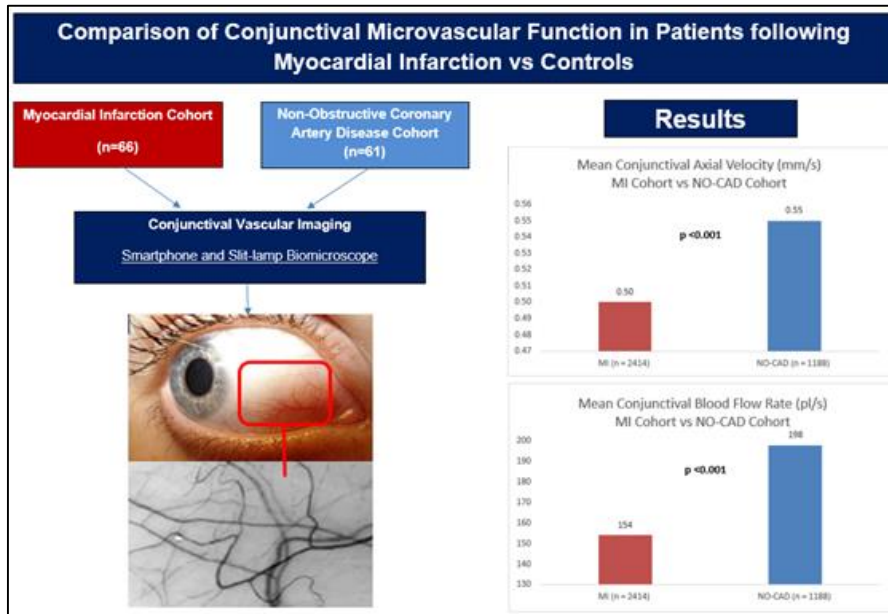 Comparison of Conjunctival Microvascular Function in Patients following
Myocardial Infarction vs Controls
Myocardial Infarction Cohort
(n=66)
Non-Obstructive Coronary
Artery Disease Cohort
(n=61)
Conjunctival Vascular Imaging
Smartphone and Slit-lamp Biomicroscope
Results
Mean Conjunctival Axial Velocity (mm/s)
MI Cohort vs NO-CAD Cohort
0.56
0.55
0.54
0.53
0.52
0.51
0.50
0.49
0.48
0.47
p <0.001
0.50
0.55
MI (n = 2414)
NO-CAD (n = 1188)
Mean Conjunctival Blood Flow Rate (pl/s)
MI Cohort vs NO-CAD Cohort
200
190
180
170
160
150
140
130
p <0.001
154
198
MI (n = 2414)
NO-CAD (n = 1188)